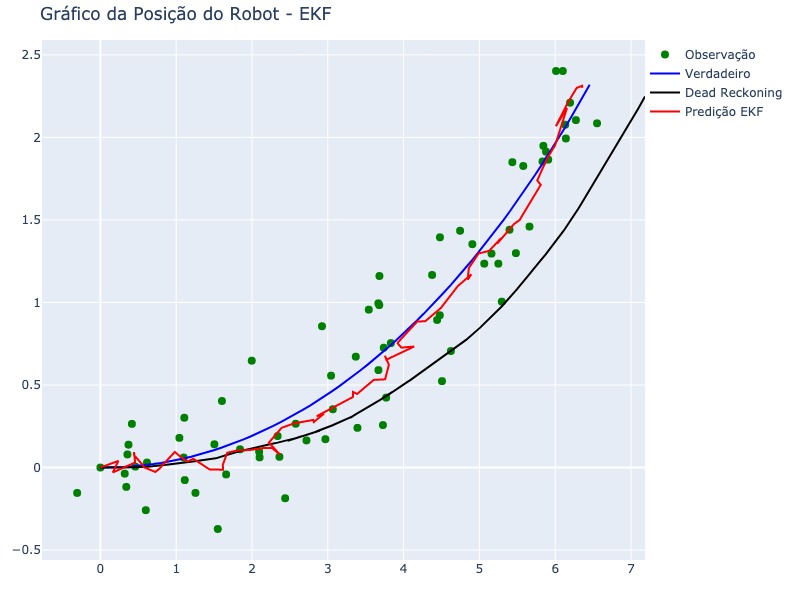 Gráfico da Posição do Robot - EKF
Observação
Verdadeiro
Dead Reckoning
Predição EKF
2.5
2
1.5
1
0.5
0
−0.5
0 1 2 3 4 5 6 7